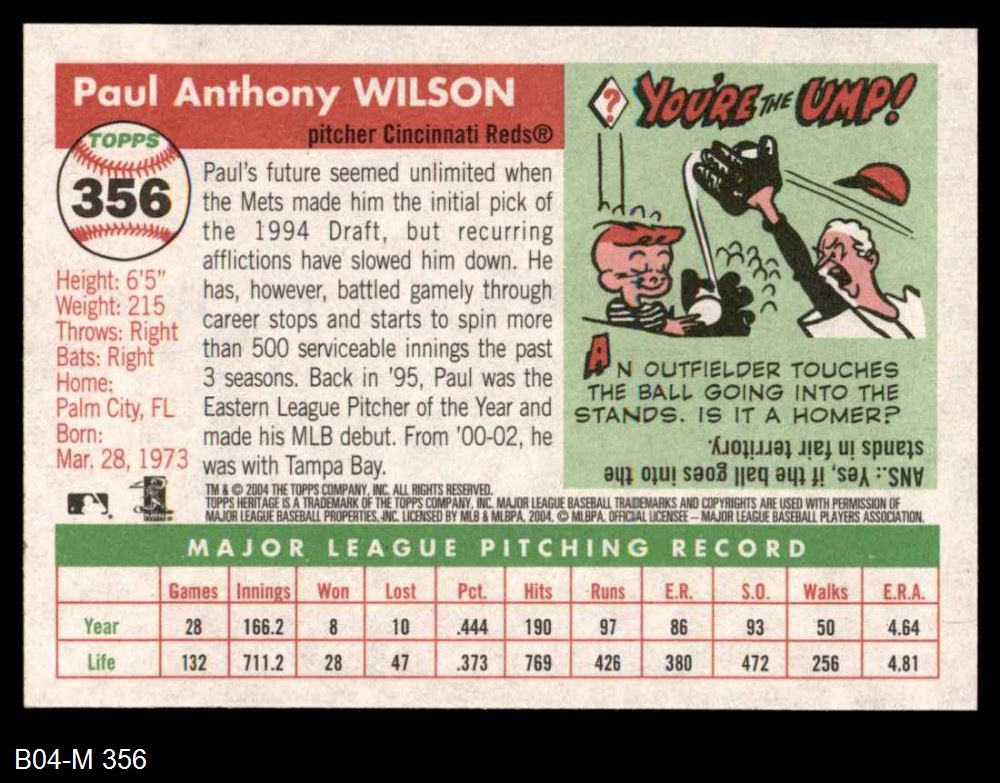 Paul Anthony WILSON
pitcher Cincinnati Reds®
TOPPS
356
Height: 6'5"
Weight: 215
Throws: Right
Bats: Right
Home:
Palm City, FL
Born:
Mar. 28, 1973
Paul's future seemed unlimited when
the Mets made him the initial pick of
the 1994 Draft, but recurring
afflictions have slowed him down. He
has, however, battled gamely through
career stops and starts to spin more
than 500 serviceable innings the past
3 seasons. Back in '95, Paul was the
Eastern League Pitcher of the Year and
made his MLB debut. From '00-02, he
was with Tampa Bay.
? YOU'RE THE UMP!
AN OUTFIELDER TOUCHES
THE BALL GOING INTO THE
STANDS. IS IT A HOMER?
ANS.: Yes, if the ball goes into the
stands in fair territory.
TM & © 2004 THE TOPPS COMPANY, INC. ALL RIGHTS RESERVED.
TOPPS HERITAGE IS A TRADEMARK OF THE TOPPS COMPANY, INC. MAJOR LEAGUE BASEBALL TRADEMARKS AND COPYRIGHTS ARE USED WITH PERMISSION OF
MAJOR LEAGUE BASEBALL PROPERTIES, INC. LICENSED BY MLB & MLBPA, 2004. © MLBPA. OFFICIAL LICENSEE – MAJOR LEAGUE BASEBALL PLAYERS ASSOCIATION.
MAJOR LEAGUE PITCHING RECORD
Games Innings Won Lost Pct. Hits Runs E.R. S.O. Walks E.R.A.
Year 28 166.2 8 10 .444 190 97 86 93 50 4.64
Life 132 711.2 28 47 .373 769 426 380 472 256 4.81
B04-M 356